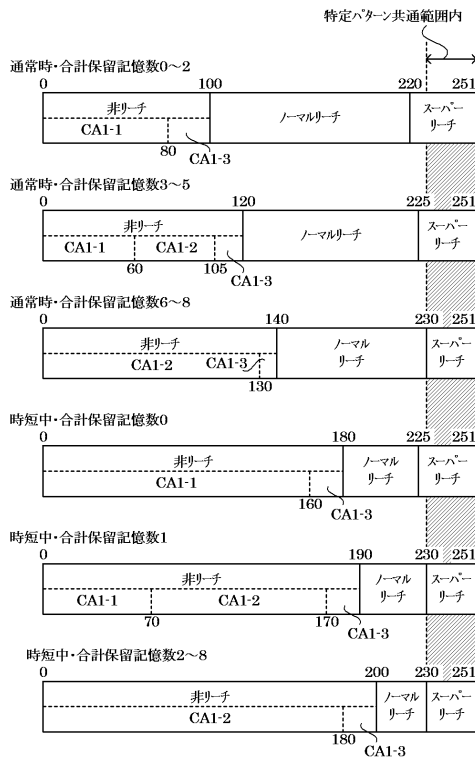 特定パターン共通範囲内
通常時・合計保留記憶数0～2
0 100 220 251
非リーチ
ノーマルリーチ
スーパー
リーチ
CA1-1
80
CA1-3
通常時・合計保留記憶数3～5
0 120 225 251
非リーチ
ノーマルリーチ
スーパー
リーチ
CA1-1 CA1-2
60 105
CA1-3
通常時・合計保留記憶数6～8
0 140 230 251
非リーチ
ノーマル
リーチ
スーパー
リーチ
CA1-2 CA1-3
130
時短中・合計保留記憶数0
0 180 225 251
非リーチ
ノーマル
リーチ
スーパー
リーチ
CA1-1
160
CA1-3
時短中・合計保留記憶数1
0 190 230 251
非リーチ
ノーマル
リーチ
スーパー
リーチ
CA1-1 CA1-2
70 170
CA1-3
時短中・合計保留記憶数2～8
0 200 230 251
非リーチ
ノーマル
リーチ
スーパー
リーチ
CA1-2
180
CA1-3